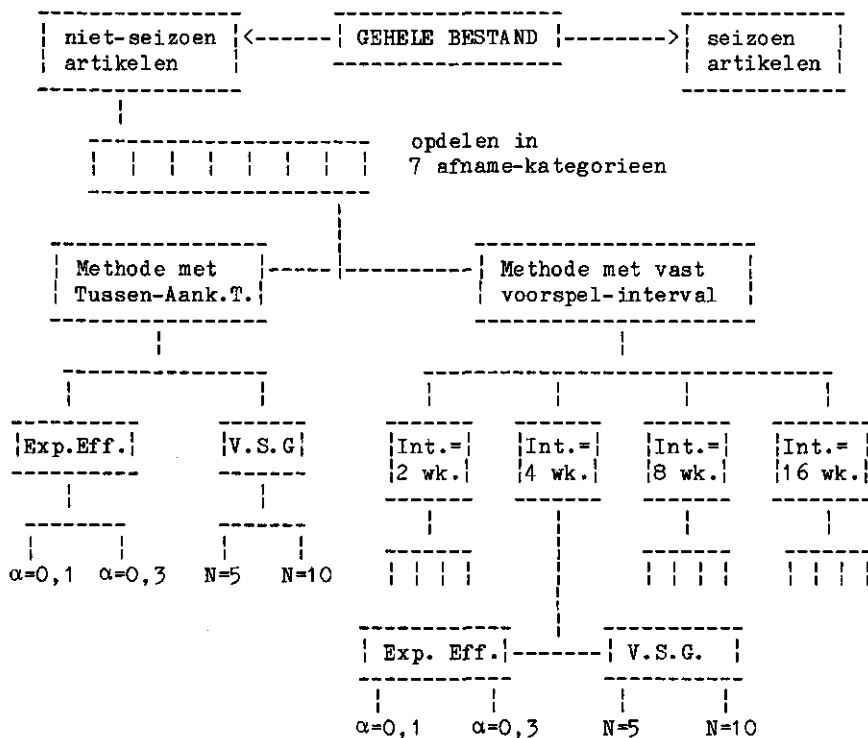 niet-seizoen artikelen
GEHELE BESTAND
seizoen artikelen
opdelen in
7 afname-kategorieen
Methode met
Tussen-Aank.T.
Methode met vast
voorspel-interval
Exp.Eff.
V.S.G
Int.=
2 wk.
Int.=
4 wk.
Int.=
8 wk.
Int.=
16 wk.
α=0,1 α=0,3 N=5 N=10
Exp. Eff.
V.S.G.
α=0,1 α=0,3 N=5 N=10